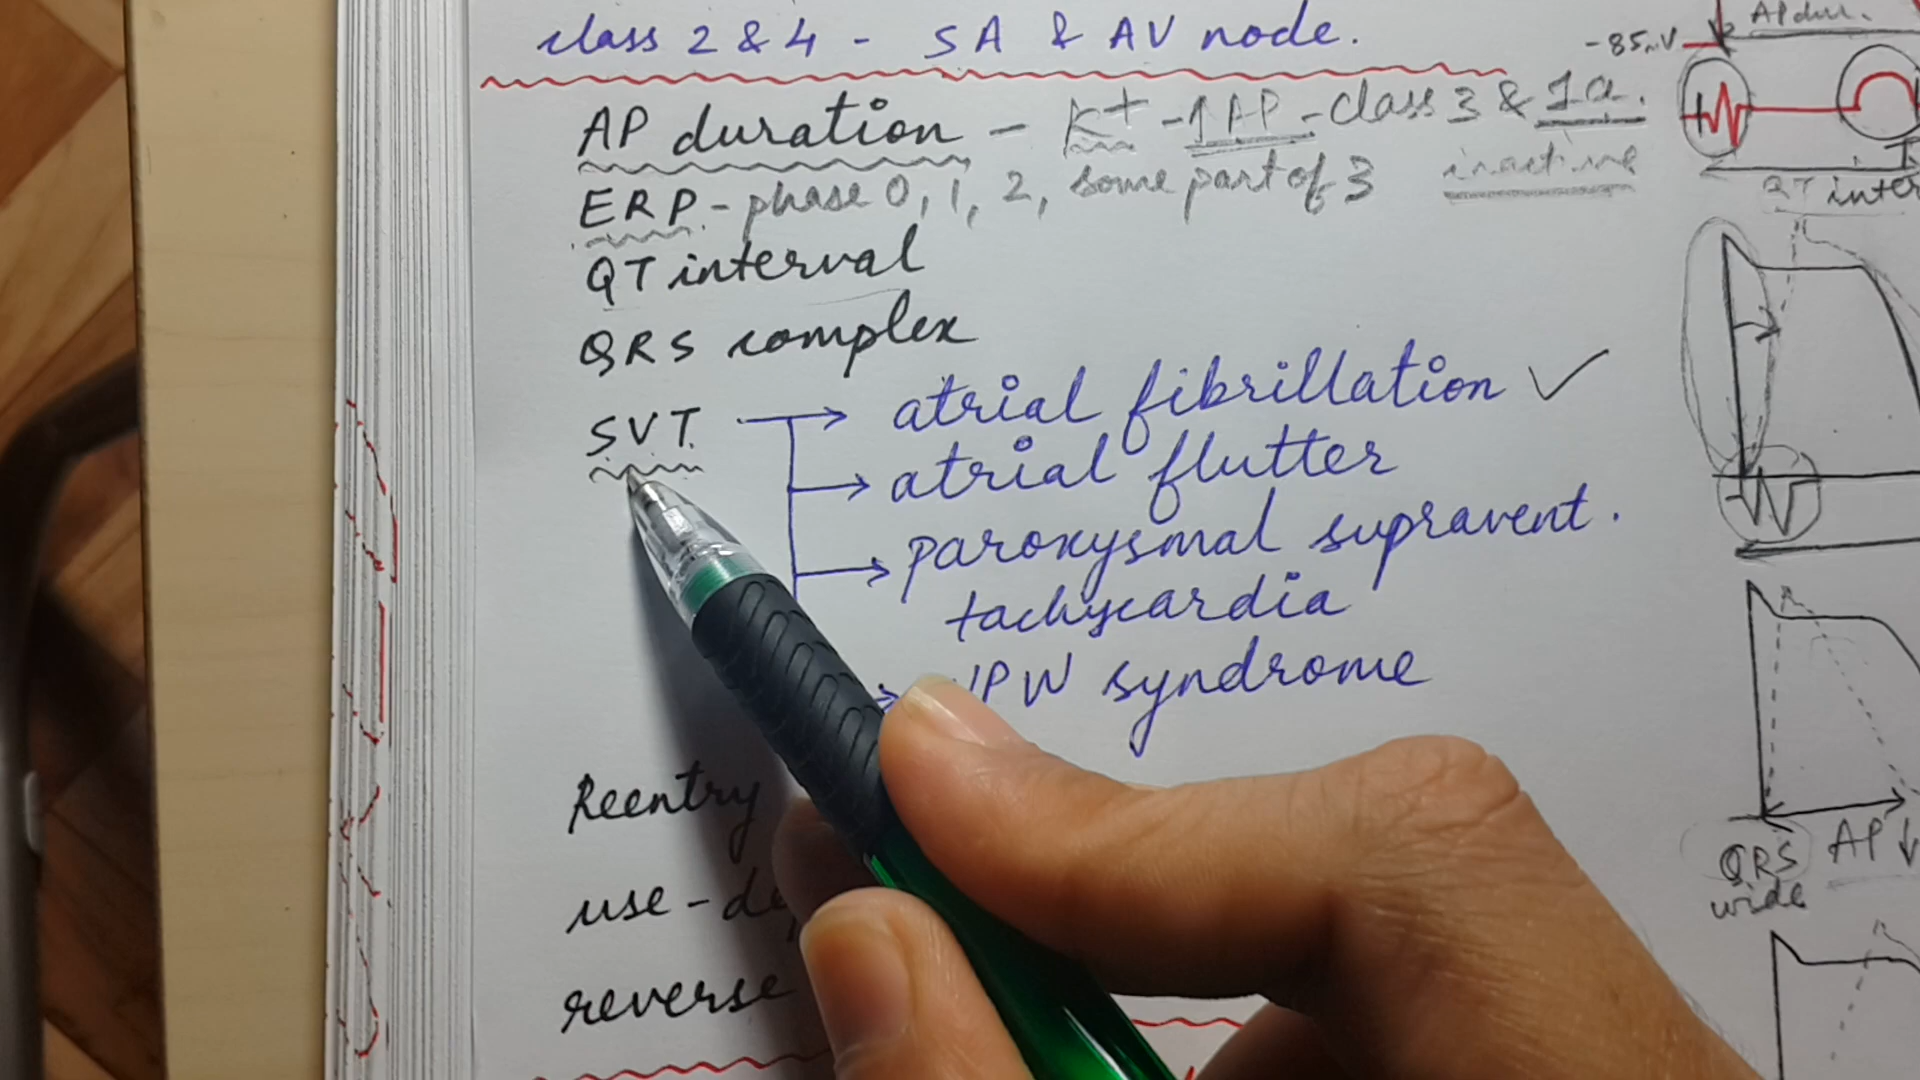 class 2 & 4 - SA & AV node.
AP duration - K+ - ↑AP - class 3 & 1a.
ERP - phase 0, 1, 2, some part of 3 inactive
QT interval
QRS complex
SVT → atrial fibrillation ✓
→ atrial flutter
→ paroxysmal supravent.
tachycardia
→ WPW syndrome
Reentry
use - de
reverse
AP dur.
-85mV
QT inter
QRS
wide
AP ↓